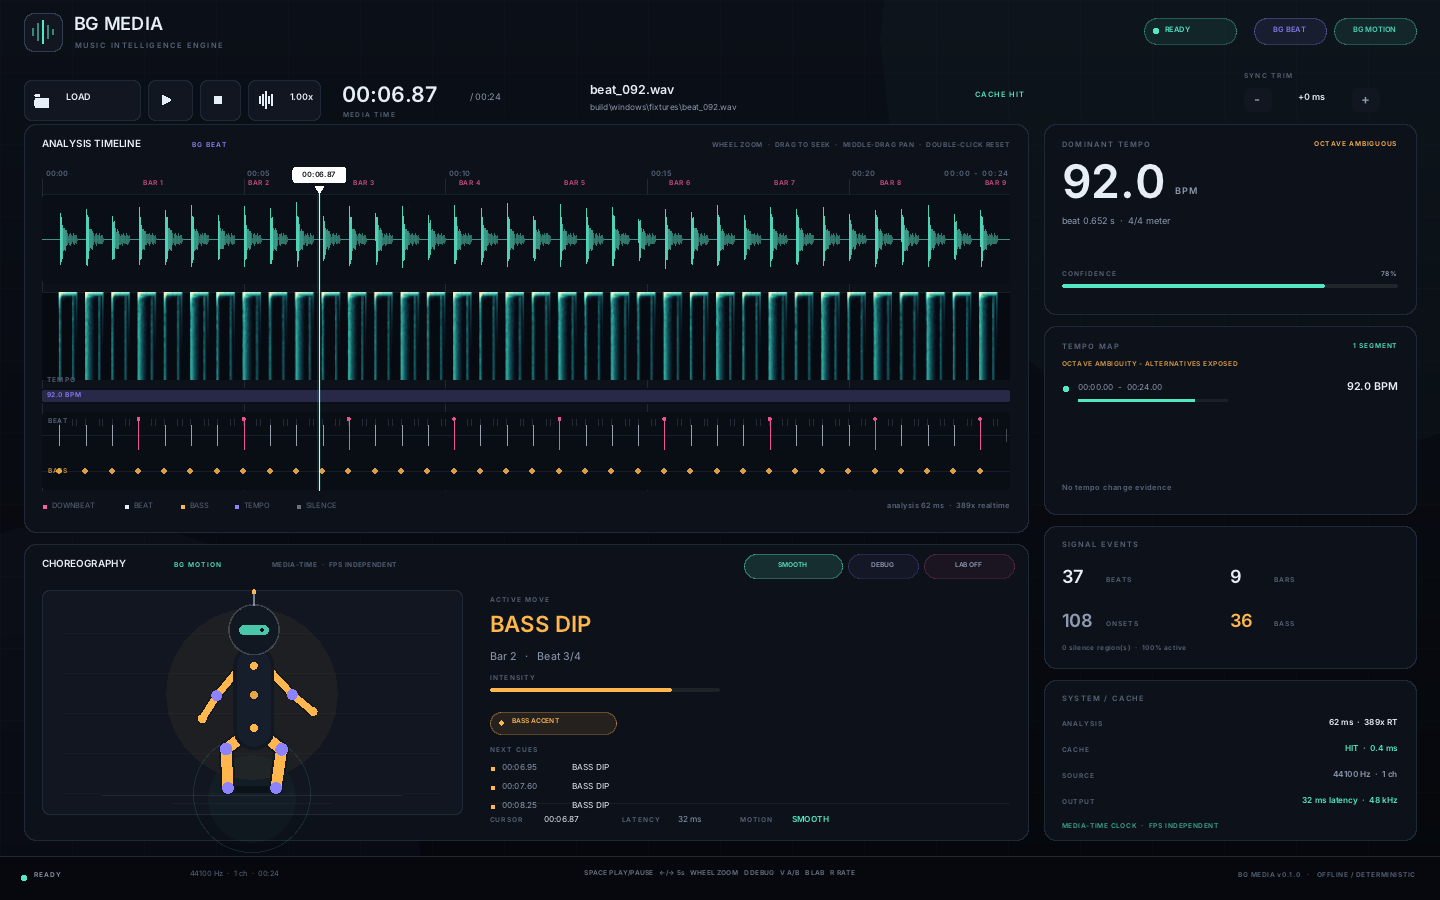 BG MEDIA
MUSIC INTELLIGENCE ENGINE
READY
BG BEAT
BG MOTION
LOAD
1.00x
00:06.87 / 00:24
MEDIA TIME
beat_092.wav
build\windows\fixtures\beat_092.wav
CACHE HIT
SYNC TRIM
- +0 ms +
ANALYSIS TIMELINE BG BEAT
WHEEL ZOOM · DRAG TO SEEK · MIDDLE-DRAG PAN · DOUBLE-CLICK RESET
00:00 00:05 00:06.87 00:10 00:15 00:20 00:00 - 00:24
BAR 1 BAR 2 BAR 3 BAR 4 BAR 5 BAR 6 BAR 7 BAR 8 BAR 9
TEMPO
92.0 BPM
BEAT
BASS
DOWNBEAT BEAT BASS TEMPO SILENCE
analysis 62 ms · 389x realtime
CHOREOGRAPHY BG MOTION MEDIA-TIME · FPS INDEPENDENT
SMOOTH DEBUG LAB OFF
ACTIVE MOVE
BASS DIP
Bar 2 · Beat 3/4
INTENSITY
BASS ACCENT
NEXT CUES
00:06.95 BASS DIP
00:07.60 BASS DIP
00:08.25 BASS DIP
CURSOR 00:06.87 LATENCY 32 ms MOTION SMOOTH
DOMINANT TEMPO OCTAVE AMBIGUOUS
92.0 BPM
beat 0.652 s · 4/4 meter
CONFIDENCE 78%
TEMPO MAP 1 SEGMENT
OCTAVE AMBIGUITY - ALTERNATIVES EXPOSED
00:00.00 - 00:24.00 92.0 BPM
No tempo change evidence
SIGNAL EVENTS
37 BEATS 9 BARS
108 ONSETS 36 BASS
0 silence region(s) · 100% active
SYSTEM / CACHE
ANALYSIS 62 ms · 389x RT
CACHE HIT · 0.4 ms
SOURCE 44100 Hz · 1 ch
OUTPUT 32 ms latency · 48 kHz
MEDIA-TIME CLOCK · FPS INDEPENDENT
READY
44100 Hz · 1 ch · 00:24
SPACE PLAY/PAUSE ←/→ 5s WHEEL ZOOM D DEBUG V A/B B LAB R RATE
BG MEDIA v0.1.0 · OFFLINE / DETERMINISTIC